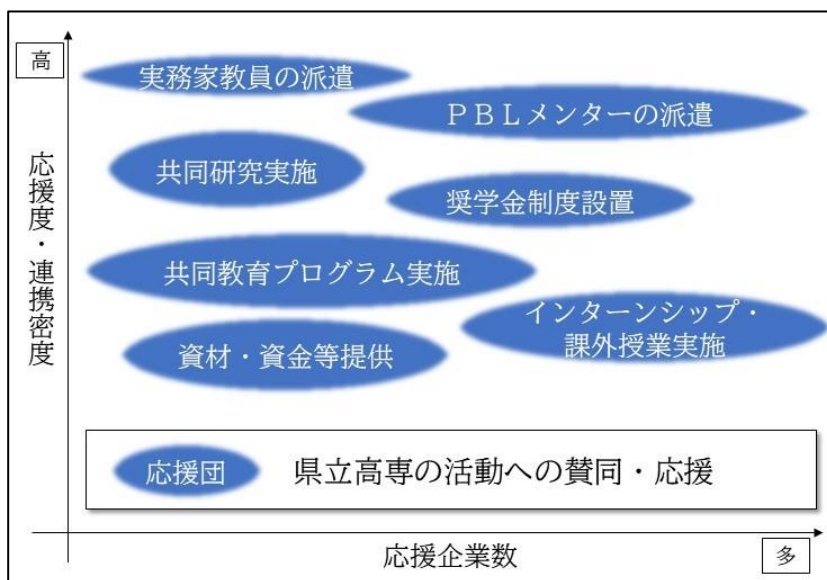 高
実務家教員の派遣
ＰＢＬメンターの派遣
共同研究実施
奨学金制度設置
共同教育プログラム実施
インターンシップ・
課外授業実施
資材・資金等提供
応援度・連携密度
応援団
県立高専の活動への賛同・応援
応援企業数
多